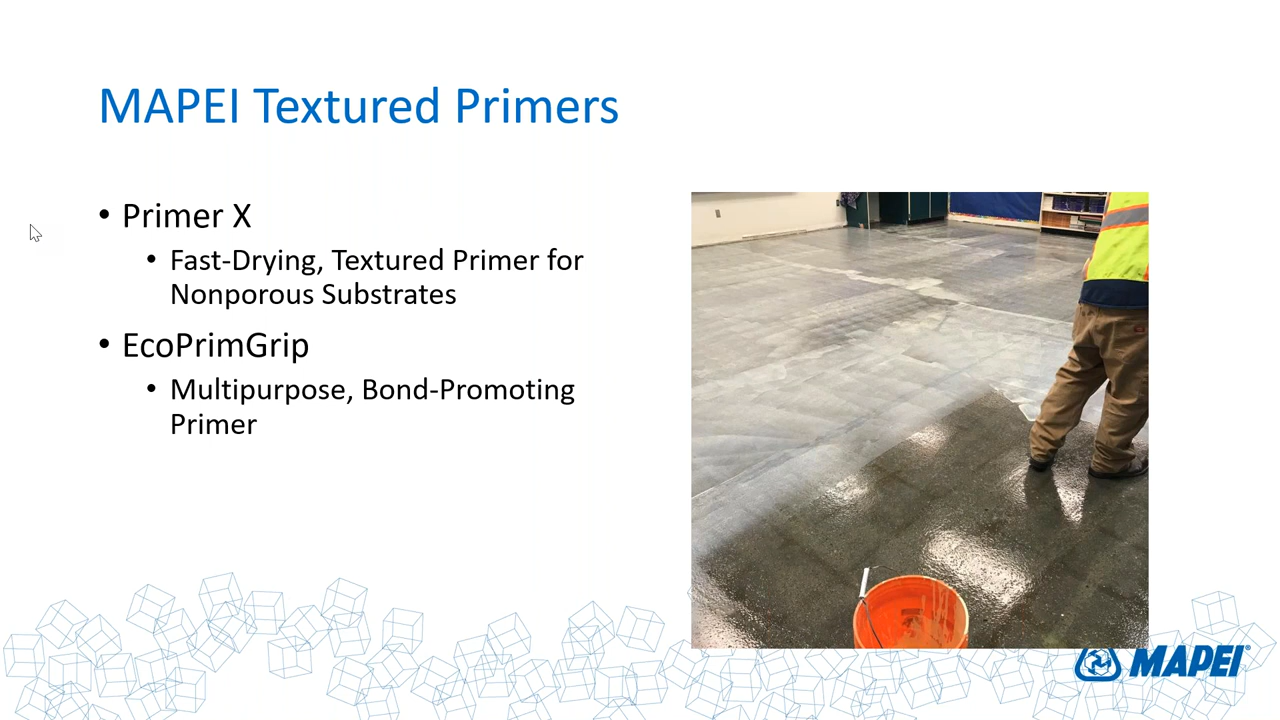 MAPEI Textured Primers
• Primer X
• Fast-Drying, Textured Primer for
Nonporous Substrates
• EcoPrimGrip
• Multipurpose, Bond-Promoting
Primer
MAPEI®